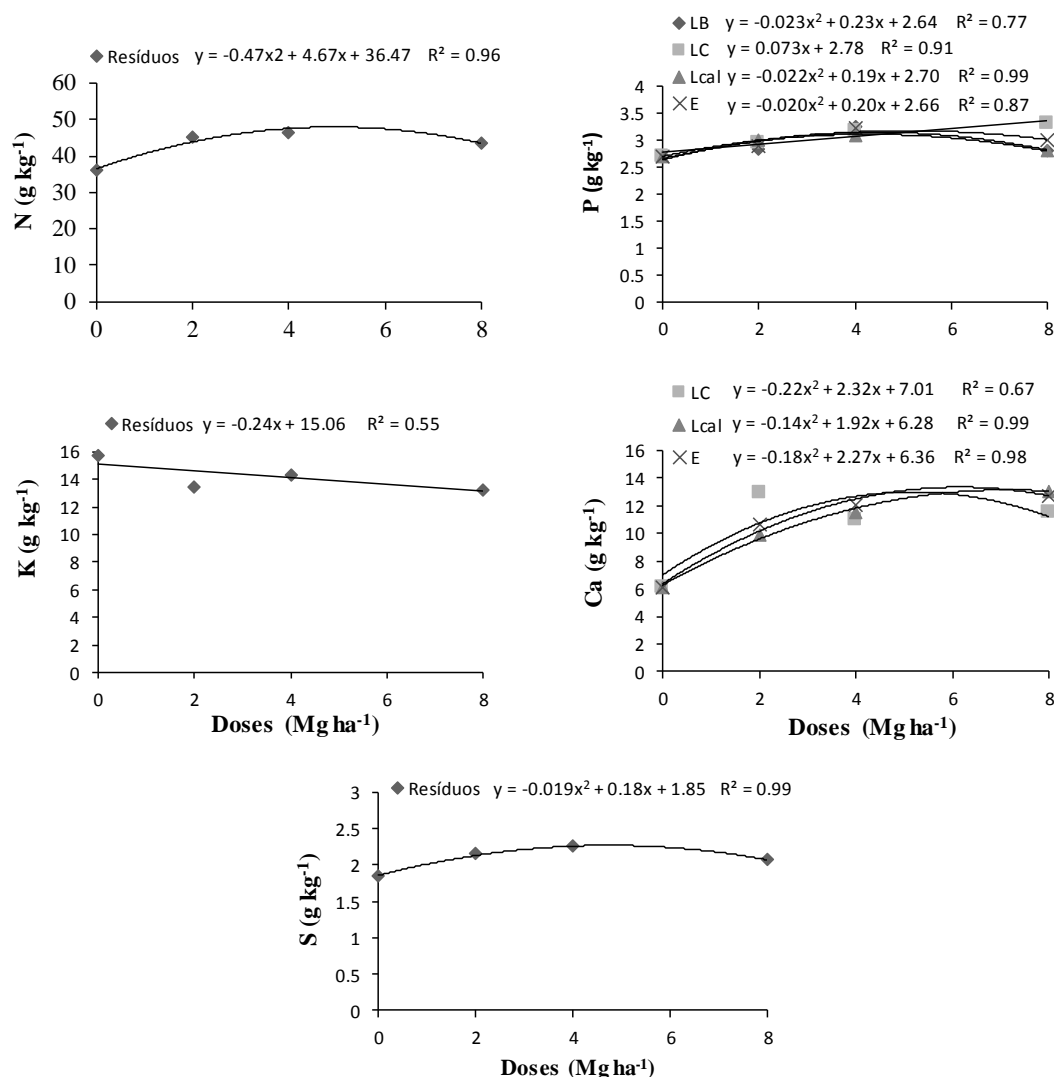 Resíduos y = -0.47x2 + 4.67x + 36.47 R² = 0.96
N (g kg⁻¹)
60
50
40
30
20
10
0
0 2 4 6 8
LB y = -0.023x² + 0.23x + 2.64 R² = 0.77
LC y = 0.073x + 2.78 R² = 0.91
Lcal y = -0.022x² + 0.19x + 2.70 R² = 0.99
E y = -0.020x² + 0.20x + 2.66 R² = 0.87
P (g kg⁻¹)
4
3.5
3
2.5
2
1.5
1
0.5
0
0 2 4 6 8
Resíduos y = -0.24x + 15.06 R² = 0.55
K (g kg⁻¹)
16
14
12
10
8
6
4
2
0
0 2 4 6 8
Doses (Mg ha⁻¹)
LC y = -0.22x² + 2.32x + 7.01 R² = 0.67
Lcal y = -0.14x² + 1.92x + 6.28 R² = 0.99
E y = -0.18x² + 2.27x + 6.36 R² = 0.98
Ca (g kg⁻¹)
16
14
12
10
8
6
4
2
0
0 2 4 6 8
Doses (Mg ha⁻¹)
Resíduos y = -0.019x² + 0.18x + 1.85 R² = 0.99
S (g kg⁻¹)
3
2.5
2
1.5
1
0.5
0
0 2 4 6 8
Doses (Mg ha⁻¹)